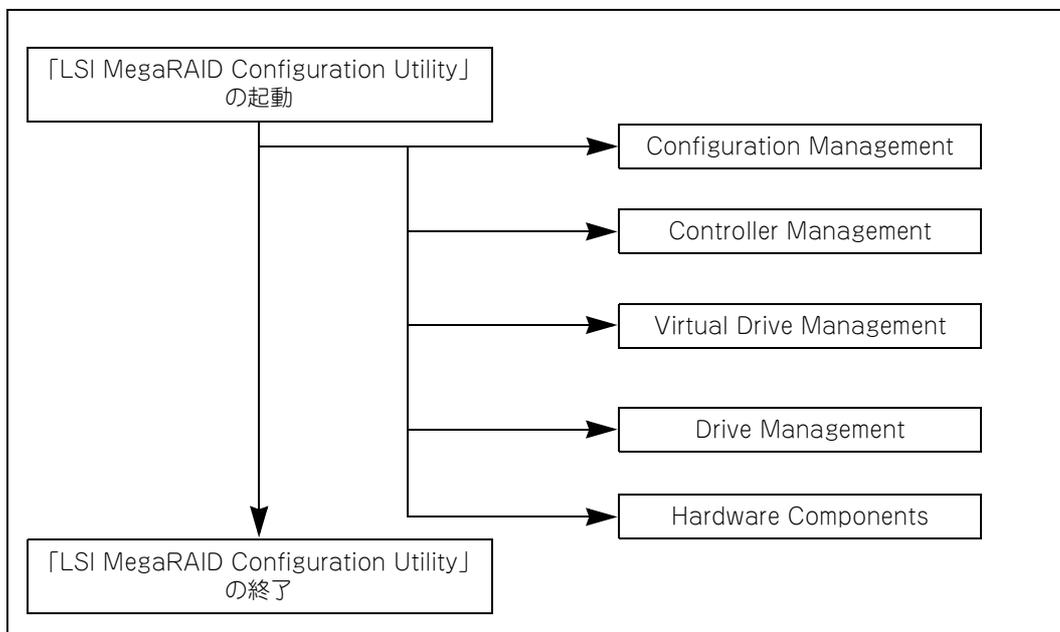 「LSI MegaRAID Configuration Utility」
の起動
Configuration Management
Controller Management
Virtual Drive Management
Drive Management
Hardware Components
「LSI MegaRAID Configuration Utility」
の終了